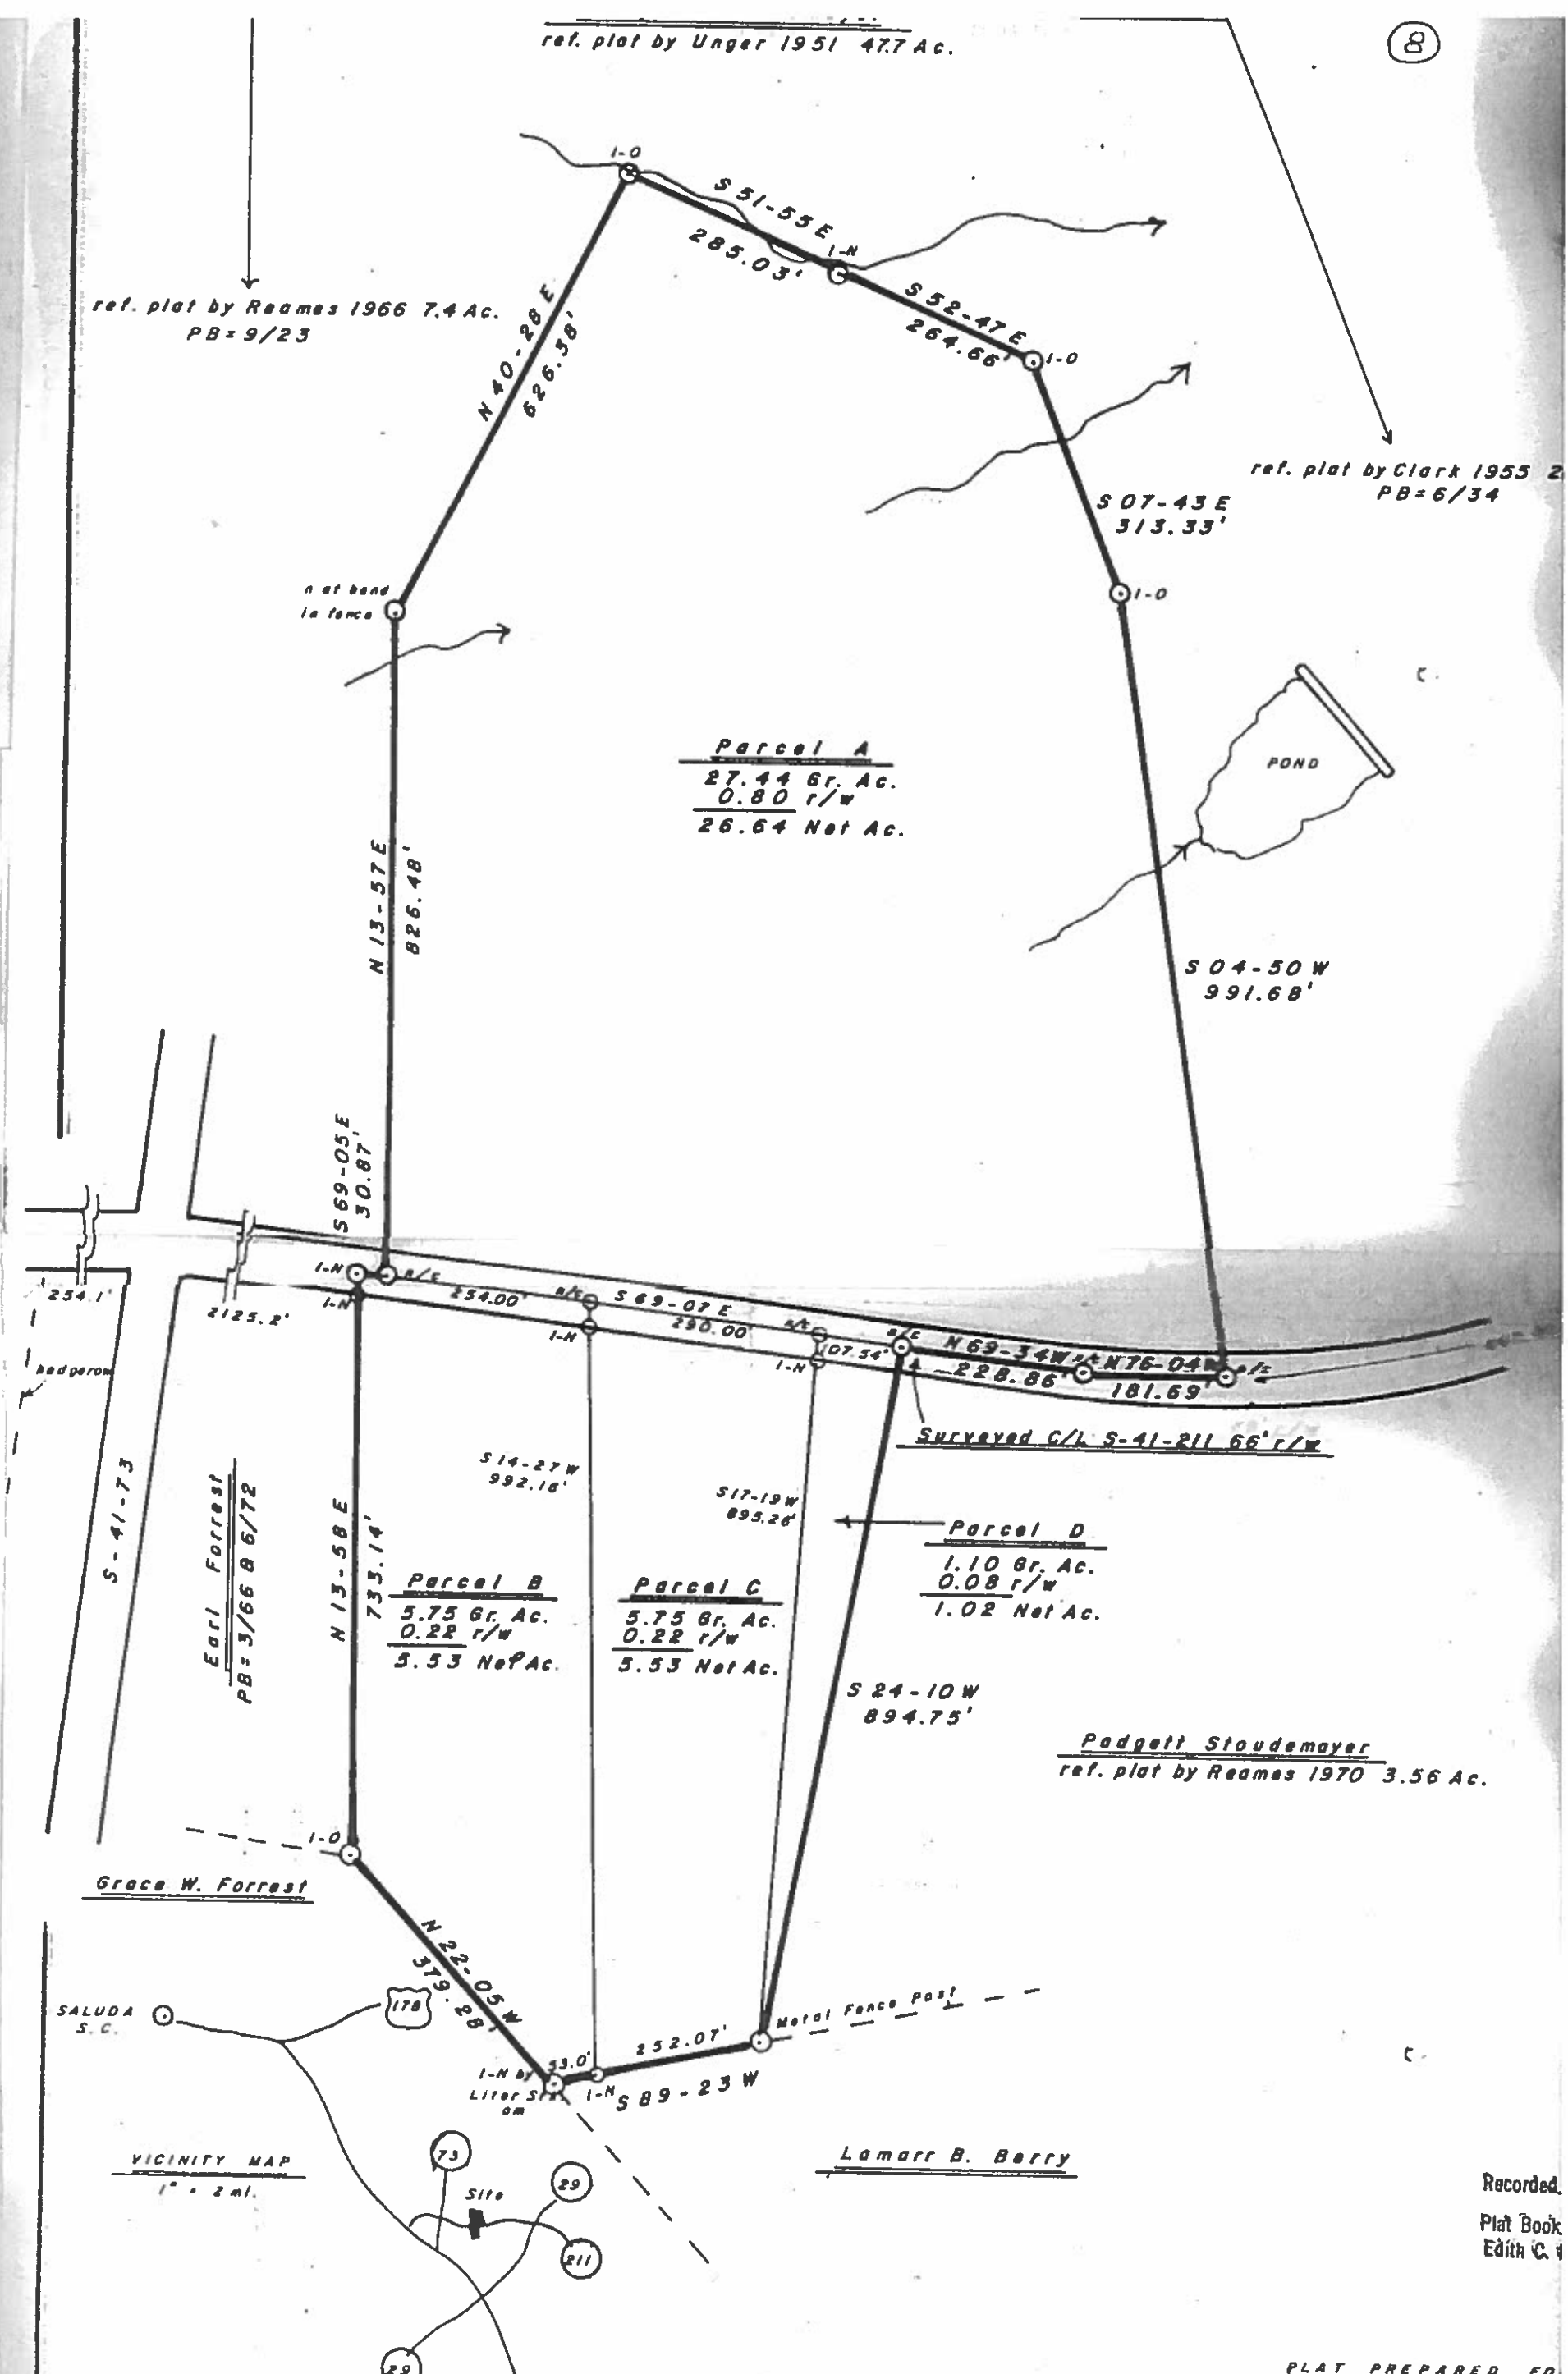 ref. plat by Unger 1951 47.7 Ac.
8
I-O
S 51-55 E
285.03'
I-N
S 52-47 E
264.66'
I-O
ref. plat by Reames 1966 7.4 Ac.
PB=9/23
N 40-28 E
626.38'
ref. plat by Clark 1955 2
PB=6/34
S 07-43 E
313.33'
n at bend
in fence
I-O
POND
Parcel A
27.44 Gr. Ac.
0.80 r/w
26.64 Net Ac.
N 13-57 E
826.48'
S 04-50 W
991.68'
S 69-05 E
30.87'
I-N
n/c
I-N
254.1'
2125.2'
254.00'
n/c
S 69-07 E
290.00'
I-N
n/c
107.54'
I-N
n/c
N 69-34 W
228.86'
n/c
N 76-04 W
181.69'
n/c
hedgerow
Surveyed C/L S-41-211 66' r/w
S-41-73
Earl Forrest
PB=3/66 & 6/72
N 13-58 E
733.14'
S 14-27 W
992.16'
S 17-19 W
895.26'
Parcel B
5.75 Gr. Ac.
0.22 r/w
5.53 Net Ac.
Parcel C
5.75 Gr. Ac.
0.22 r/w
5.53 Net Ac.
Parcel D
1.10 Gr. Ac.
0.08 r/w
1.02 Net Ac.
S 24-10 W
894.75'
Padgett Stoudemayer
ref. plat by Reames 1970 3.56 Ac.
I-O
Grace W. Forrest
N 22-05 W
379.28'
SALUDA
S.C.
178
Metal Fence Post
53.0'
252.07'
I-N by
Liter
I-N
S 89-23 W
VICINITY MAP
1" = 2 mi.
73
29
Site
211
29
Lamarr B. Berry
Recorded
Plat Book
Edith C.
PLAT PREPARED